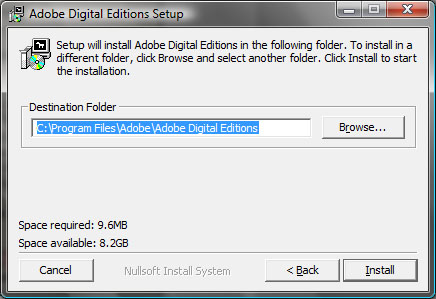 Adobe Digital Editions Setup
Setup will install Adobe Digital Editions in the following folder. To install in a
different folder, click Browse and select another folder. Click Install to start
the installation.
Destination Folder
C:\Program Files\Adobe\Adobe Digital Editions
Browse...
Space required: 9.6MB
Space available: 8.2GB
Cancel
Nullsoft Install System
< Back
Install